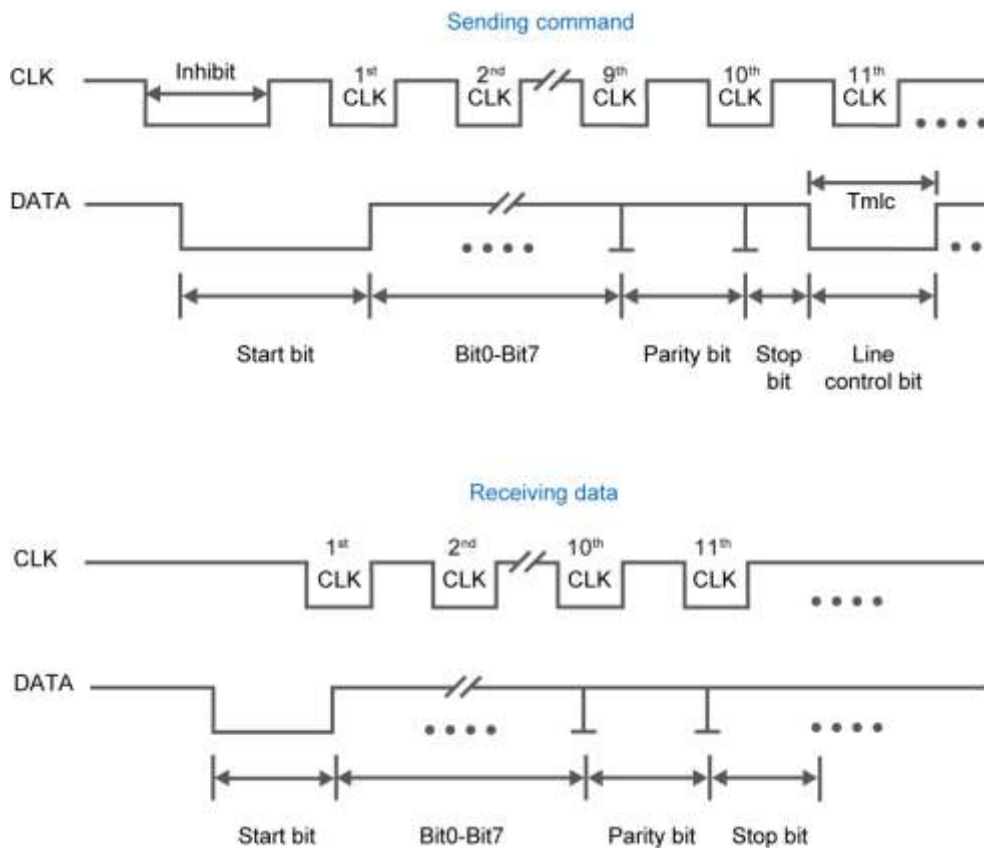 Sending command
CLK
Inhibit
1st
CLK
2nd
CLK
9th
CLK
10th
CLK
11th
CLK
DATA
Tmlc
Start bit
Bit0-Bit7
Parity bit
Stop
bit
Line
control bit
Receiving data
CLK
1st
CLK
2nd
CLK
10th
CLK
11th
CLK
DATA
Start bit
Bit0-Bit7
Parity bit
Stop bit